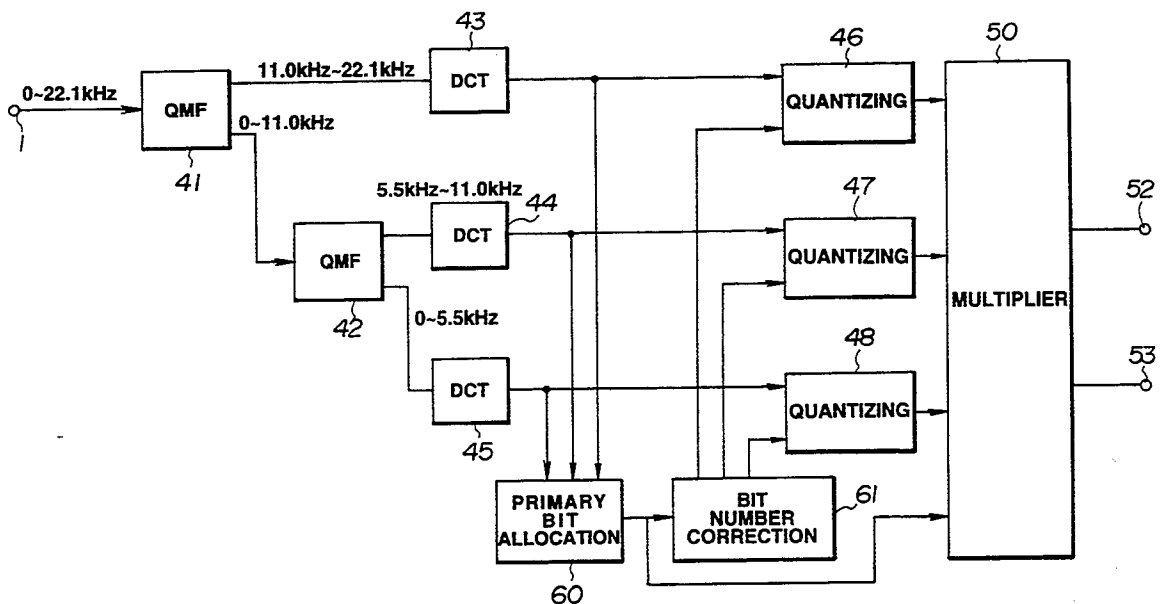 43
50
46
11.0kHz~22.1kHz
DCT
0~22.1kHz
QMF
QUANTIZING
0~11.0kHz
1
41
5.5kHz~11.0kHz
44
47
52
DCT
QMF
QUANTIZING
MULTIPLIER
42
0~5.5kHz
48
53
DCT
QUANTIZING
45
PRIMARY
BIT
ALLOCATION
BIT
NUMBER
CORRECTION
61
60